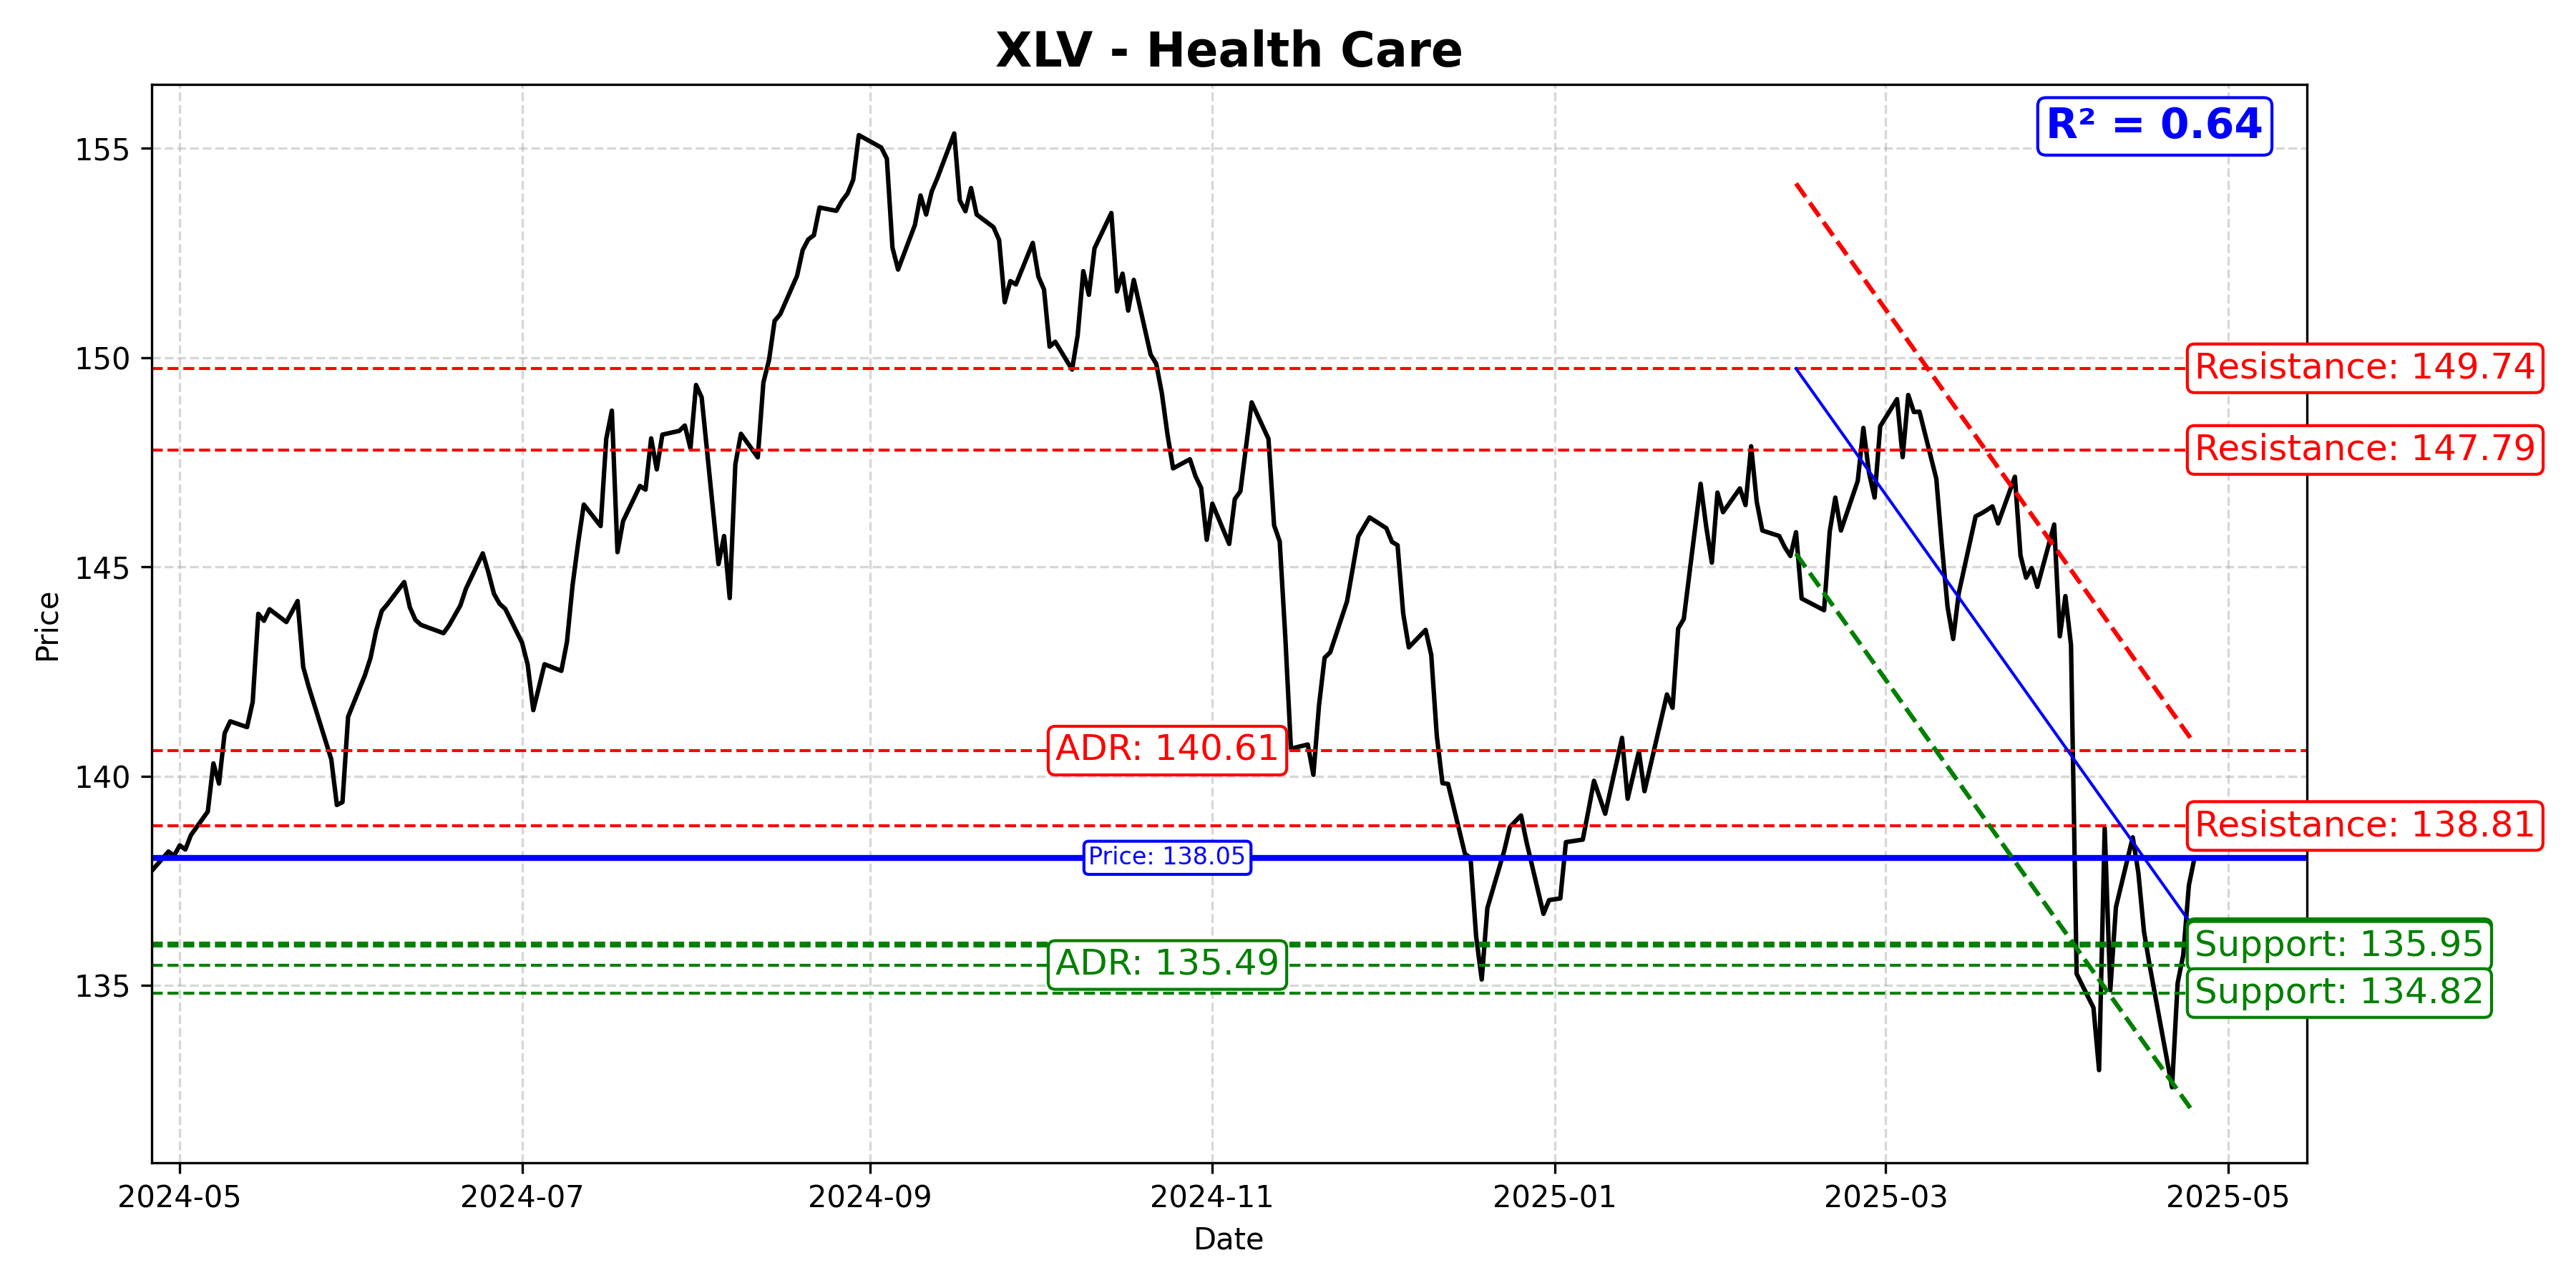 XLV - Health Care
R² = 0.64
155
150
145
140
135
Price
Resistance: 149.74
Resistance: 147.79
ADR: 140.61
Resistance: 138.81
Price: 138.05
Support: 135.95
ADR: 135.49
Support: 134.82
2024-05
2024-07
2024-09
2024-11
2025-01
2025-03
2025-05
Date